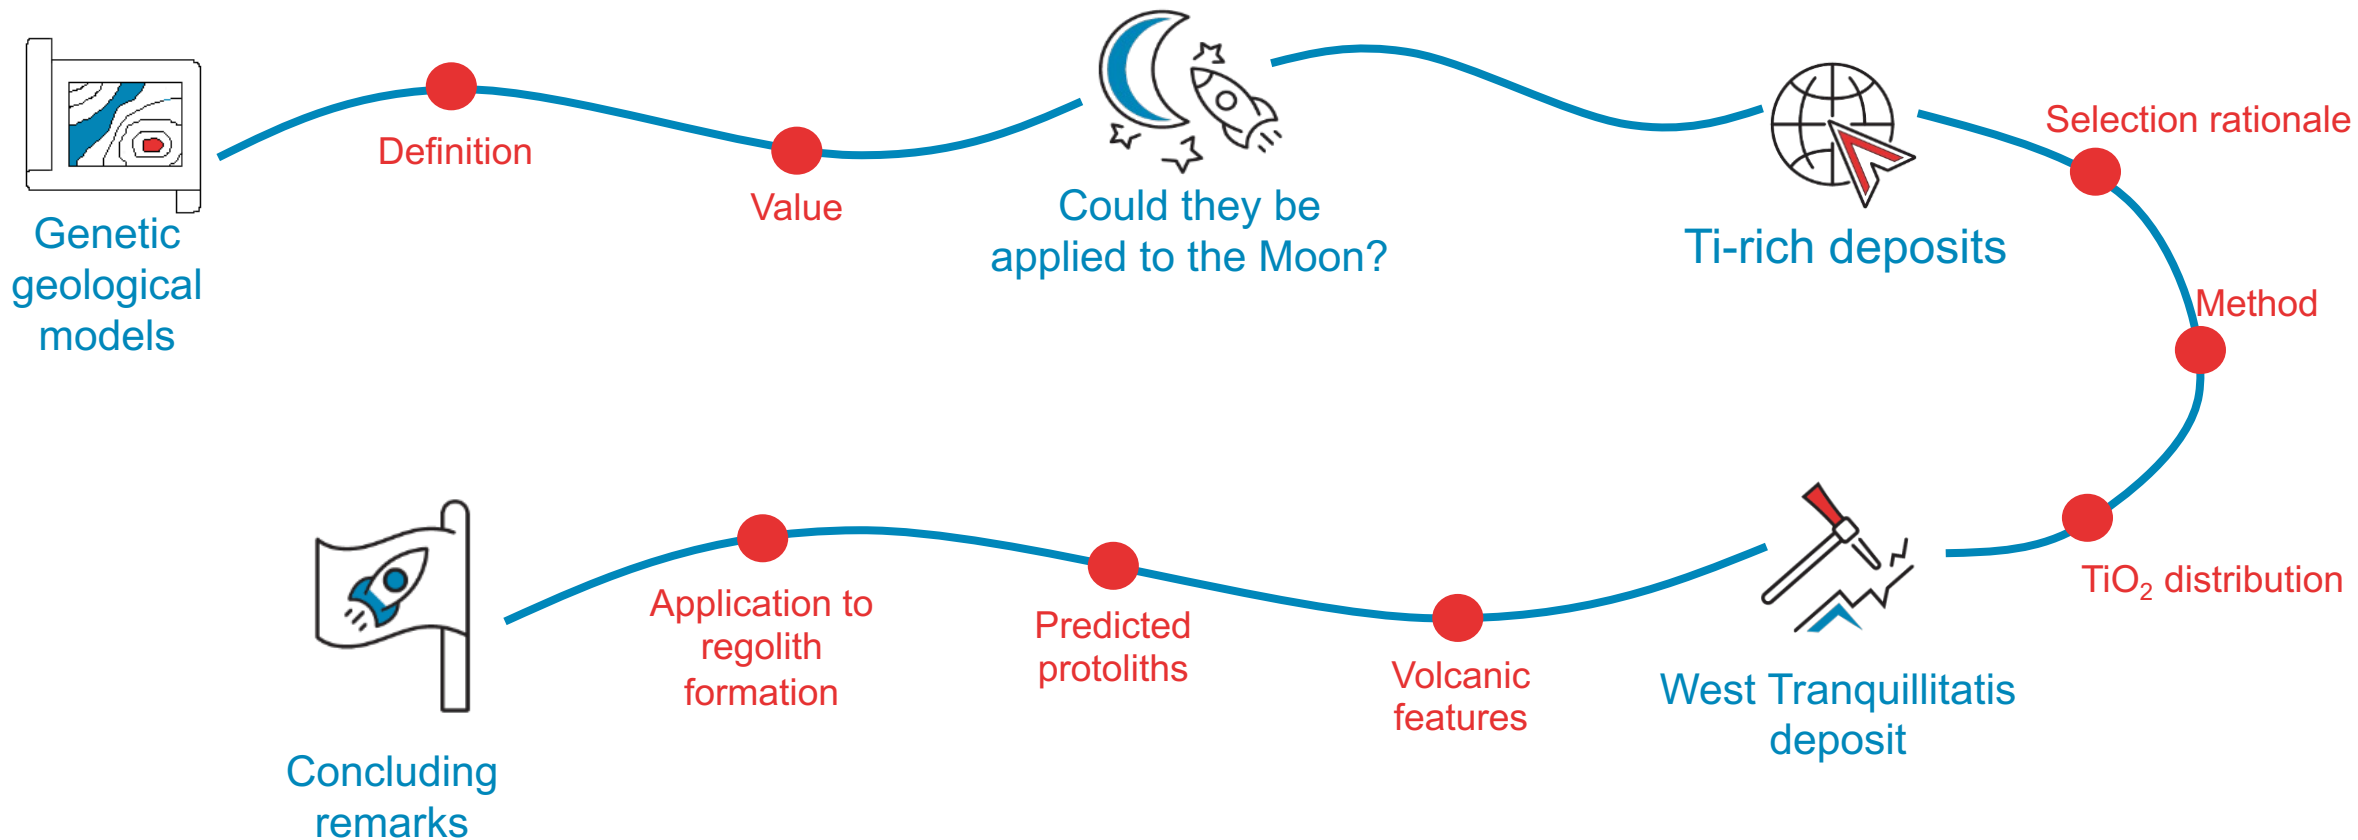 Genetic
geological
models
Definition
Value
Could they be
applied to the Moon?
Ti-rich deposits
Selection rationale
Method
TiO₂ distribution
West Tranquillitatis
deposit
Volcanic
features
Predicted
protoliths
Application to
regolith
formation
Concluding
remarks